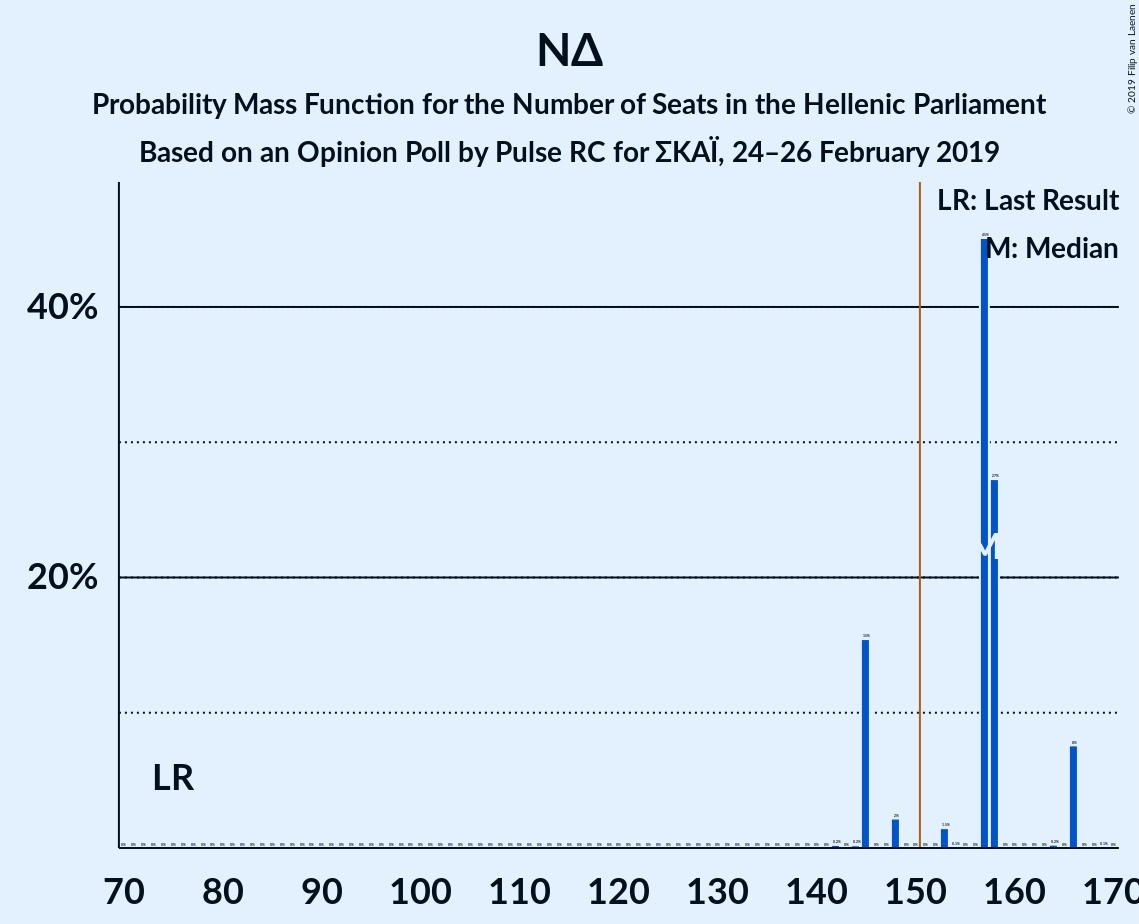 © 2019 Filip van Laenen
ΝΔ
Probability Mass Function for the Number of Seats in the Hellenic Parliament
Based on an Opinion Poll by Pulse RC for ΣΚΑΪ, 24–26 February 2019
LR: Last Result
M: Median
40%
20%
LR
M
70 80 90 100 110 120 130 140 150 160 170